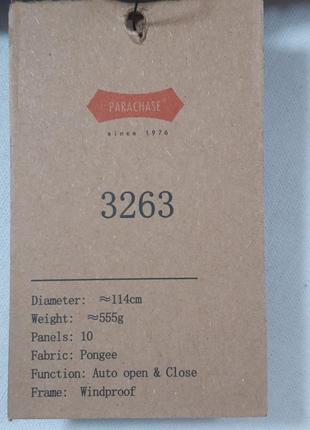 PARACHASE®
since 1976
3263
Diameter: ≈114cm
Weight: ≈555g
Panels: 10
Fabric: Pongee
Function: Auto open & Close
Frame: Windproof